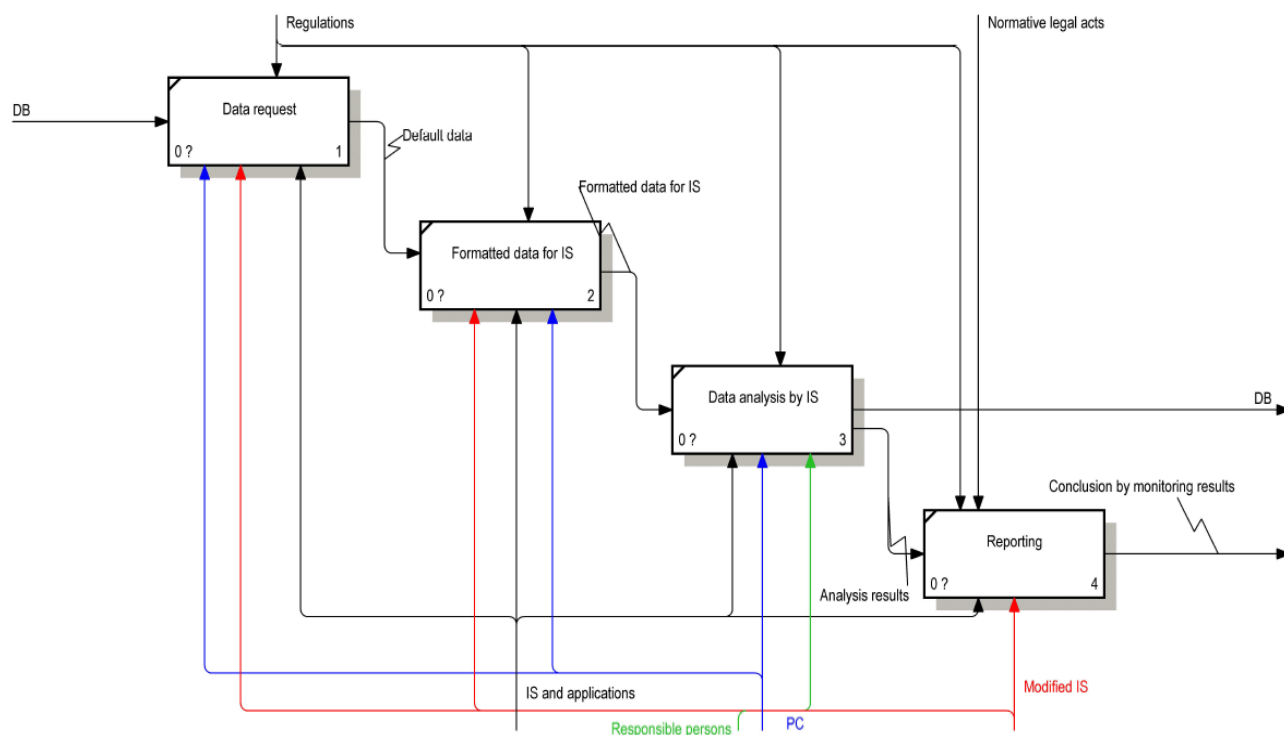 Regulations
Normative legal acts
DB
Data request
0 ?
1
Default data
Formatted data for IS
Formatted data for IS
0 ?
2
Data analysis by IS
0 ?
3
DB
Conclusion by monitoring results
Reporting
0 ?
4
Analysis results
IS and applications
Modified IS
Responsible persons
PC